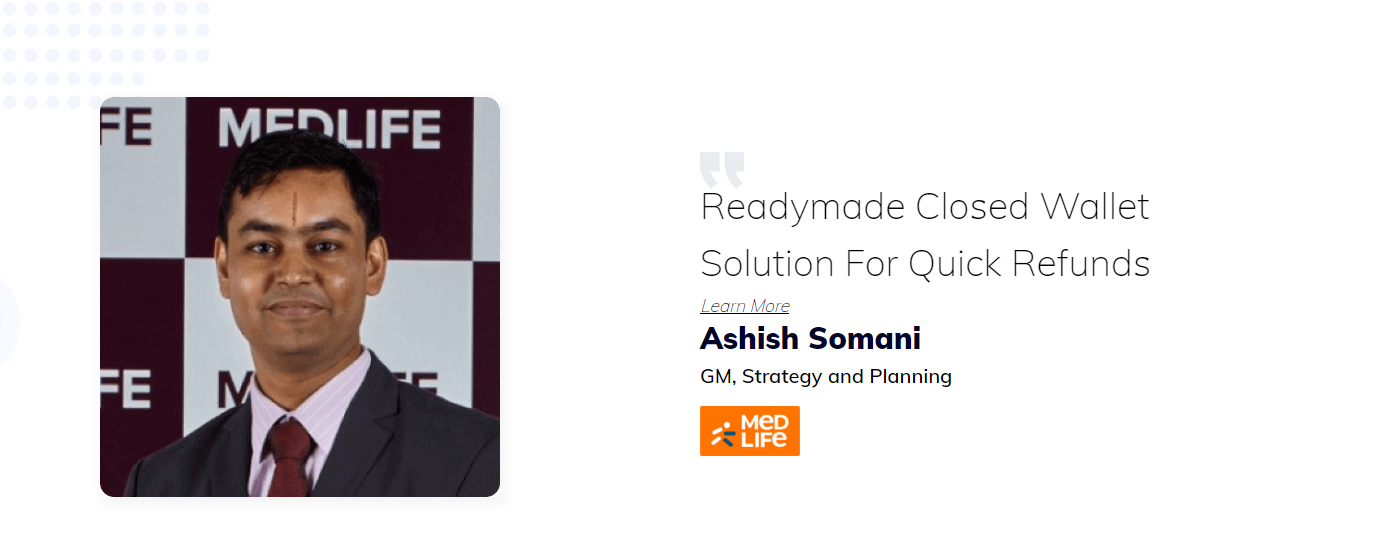 FE MEDLIFE
FE M FE
Readymade Closed Wallet
Solution For Quick Refunds
Learn More
Ashish Somani
GM, Strategy and Planning
MED
LIFE